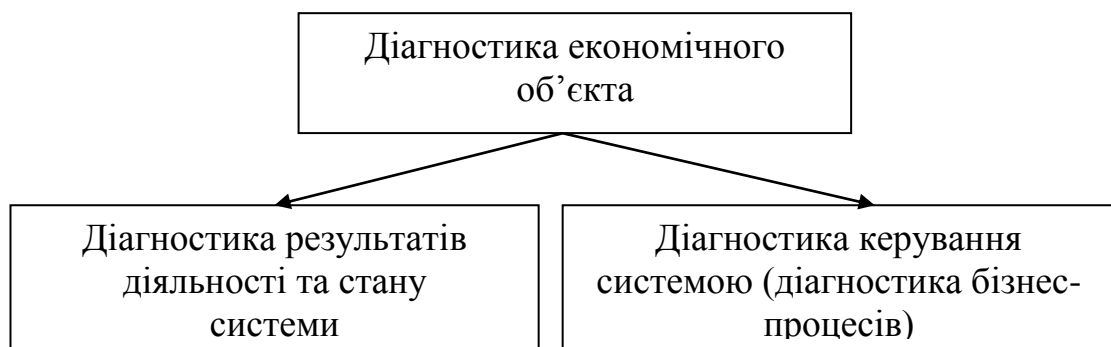 Діагностика економічного
об’єкта
Діагностика результатів
діяльності та стану
системи
Діагностика керування
системою (діагностика бізнес-
процесів)